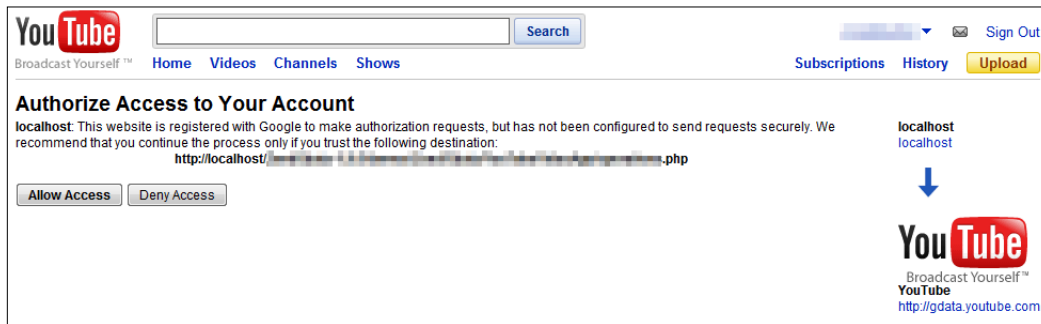 YouTube
Search
Sign Out
Broadcast Yourself ™
Home Videos Channels Shows
Subscriptions History Upload
Authorize Access to Your Account
localhost: This website is registered with Google to make authorization requests, but has not been configured to send requests securely. We
recommend that you continue the process only if you trust the following destination:
http://localhost/ .php
Allow Access Deny Access
localhost
localhost
YouTube
Broadcast Yourself™
YouTube
http://gdata.youtube.com